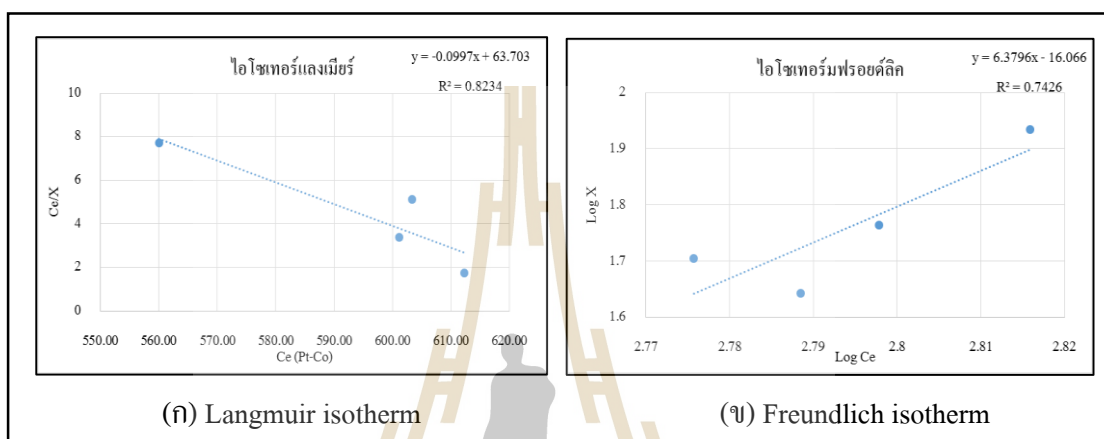 ไอโซเทอร์แลงเมียร์
y = -0.0997x + 63.703
R² = 0.8234
10
8
6
4
2
0
Ce/X
550.00 560.00 570.00 580.00 590.00 600.00 610.00 620.00
Ce (Pt-Co)
(ก) Langmuir isotherm
ไอโซเทอร์มฟรอยด์ลิค
y = 6.3796x - 16.066
R² = 0.7426
2
1.9
1.8
1.7
1.6
Log X
2.77 2.78 2.79 2.8 2.81 2.82
Log Ce
(ข) Freundlich isotherm